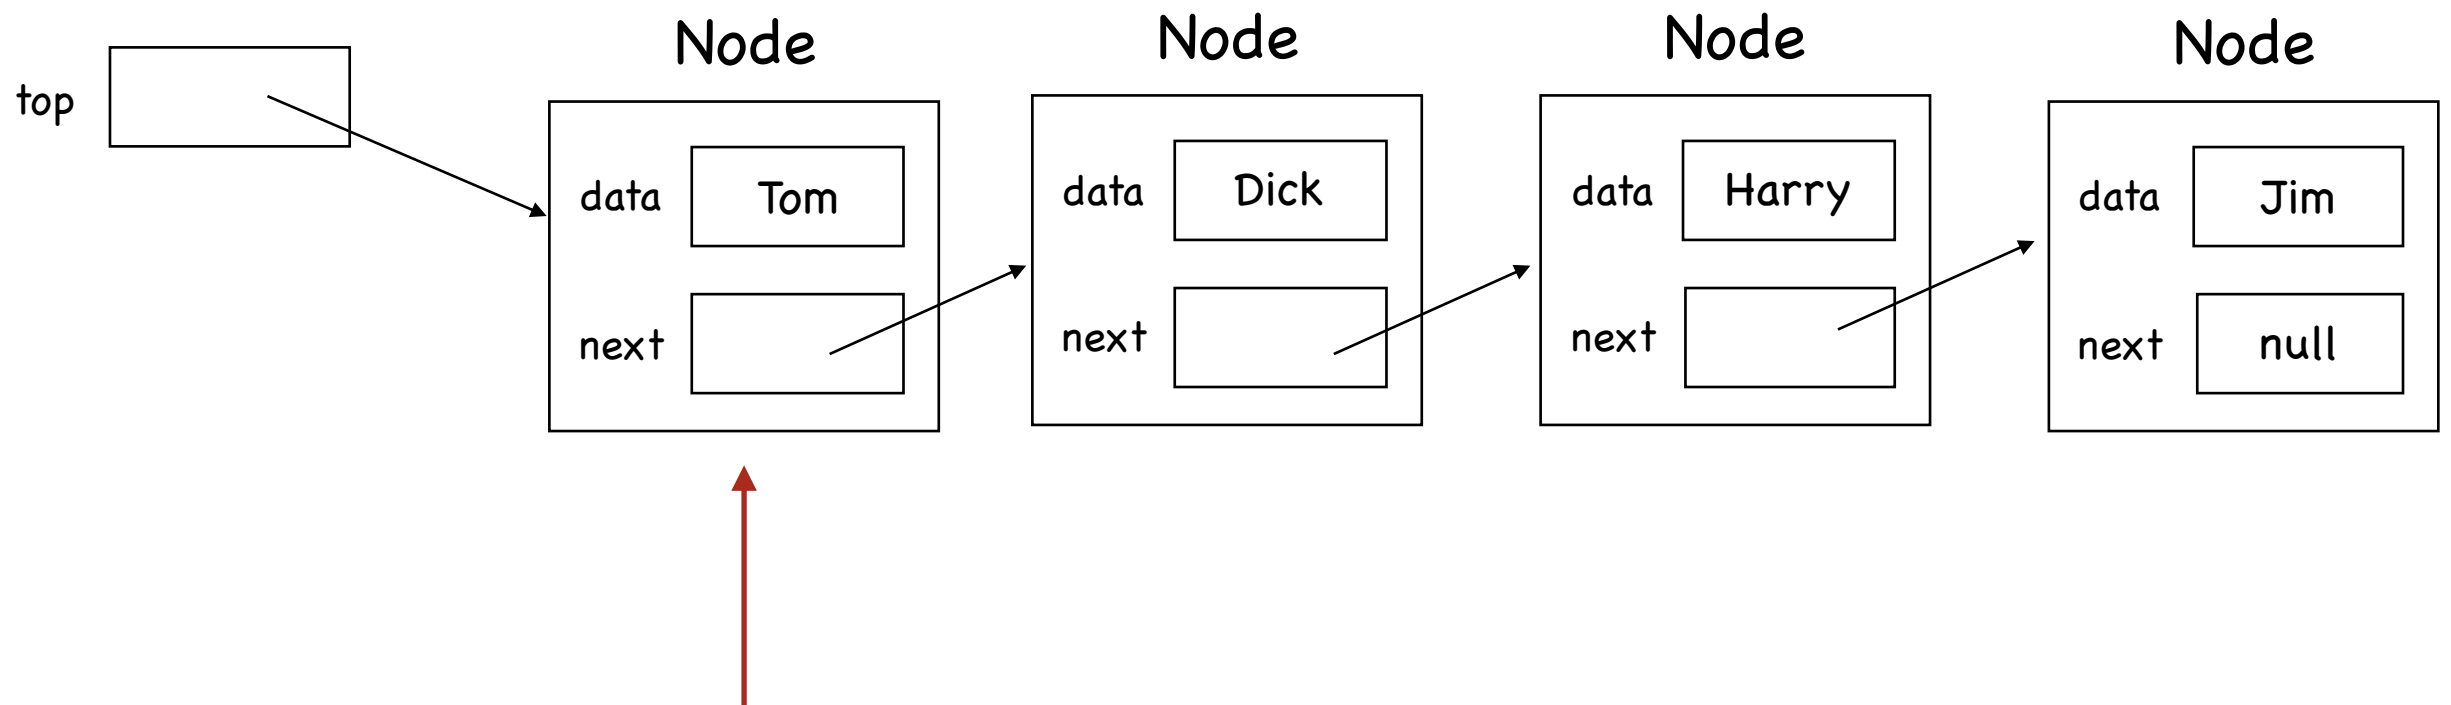 Node Node Node Node
top
data Tom data Dick data Harry data Jim
next next next next null